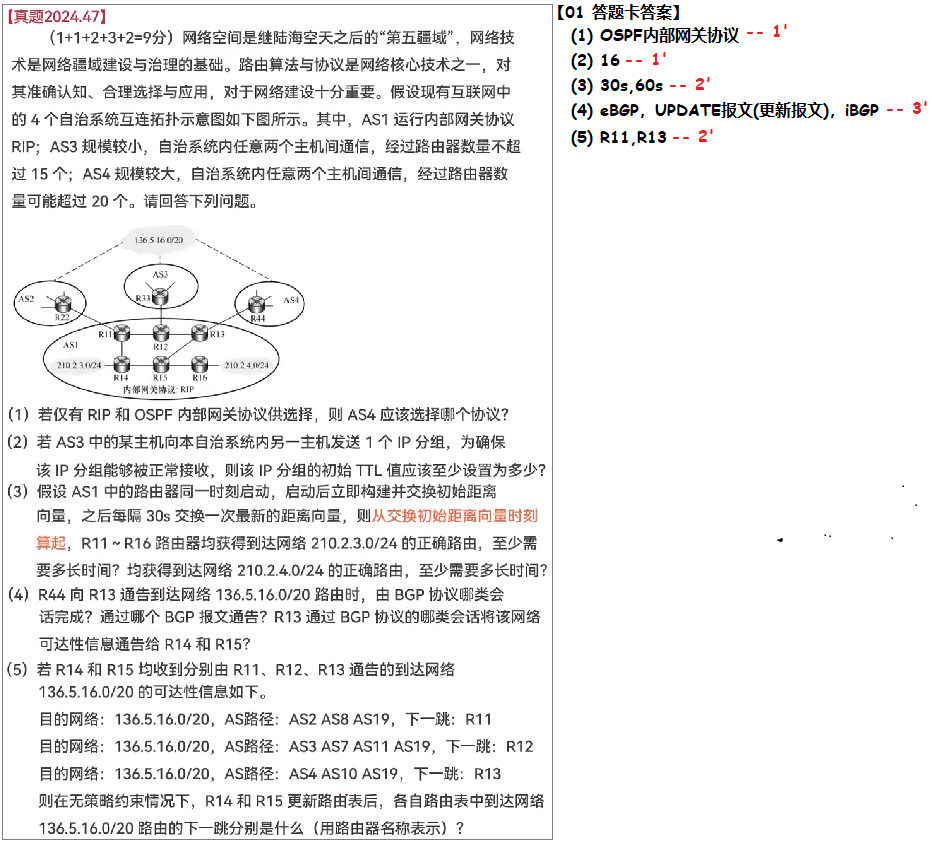 【真题2024.47】
（1+1+2+3+2=9分）网络空间是继陆海空天之后的“第五疆域”，网络技
术是网络疆域建设与治理的基础。路由算法与协议是网络核心技术之一，对
其准确认知、合理选择与应用，对于网络建设十分重要。假设现有互联网中
的 4 个自治系统互连拓扑示意图如下图所示。其中，AS1 运行内部网关协议
RIP；AS3 规模较小，自治系统内任意两个主机间通信，经过路由器数量不超
过 15 个；AS4 规模较大，自治系统内任意两个主机间通信，经过路由器数
量可能超过 20 个。请回答下列问题。
136.5.16.0/20
AS3
AS2
R33
AS4
R22
R44
R11
R12
R13
AS1
210.2.3.0/24
210.2.4.0/24
R14
R15
R16
内部网关协议: RIP
（1）若仅有 RIP 和 OSPF 内部网关协议供选择，则 AS4 应该选择哪个协议？
（2）若 AS3 中的某主机向本自治系统内另一主机发送 1 个 IP 分组，为确保
该 IP 分组能够被正常接收，则该 IP 分组的初始 TTL 值应该至少设置为多少？
（3）假设 AS1 中的路由器同一时刻启动，启动后立即构建并交换初始距离
向量，之后每隔 30s 交换一次最新的距离向量，则从交换初始距离向量时刻
算起，R11～R16 路由器均获得到达网络 210.2.3.0/24 的正确路由，至少需
要多长时间？均获得到达网络 210.2.4.0/24 的正确路由，至少需要多长时间？
（4）R44 向 R13 通告到达网络 136.5.16.0/20 路由时，由 BGP 协议哪类会
话完成？通过哪个 BGP 报文通告？R13 通过 BGP 协议的哪类会话将该网络
可达性信息通告给 R14 和 R15？
（5）若 R14 和 R15 均收到分别由 R11、R12、R13 通告的到达网络
136.5.16.0/20 的可达性信息如下。
目的网络：136.5.16.0/20，AS路径：AS2 AS8 AS19，下一跳：R11
目的网络：136.5.16.0/20，AS路径：AS3 AS7 AS11 AS19，下一跳：R12
目的网络：136.5.16.0/20，AS路径：AS4 AS10 AS19，下一跳：R13
则在无策略约束情况下，R14 和 R15 更新路由表后，各自路由表中到达网络
136.5.16.0/20 路由的下一跳分别是什么（用路由器名称表示）？
【01 答题卡答案】
(1) OSPF内部网关协议 -- 1'
(2) 16 -- 1'
(3) 30s,60s -- 2'
(4) eBGP，UPDATE报文(更新报文)，iBGP -- 3'
(5) R11,R13 -- 2'